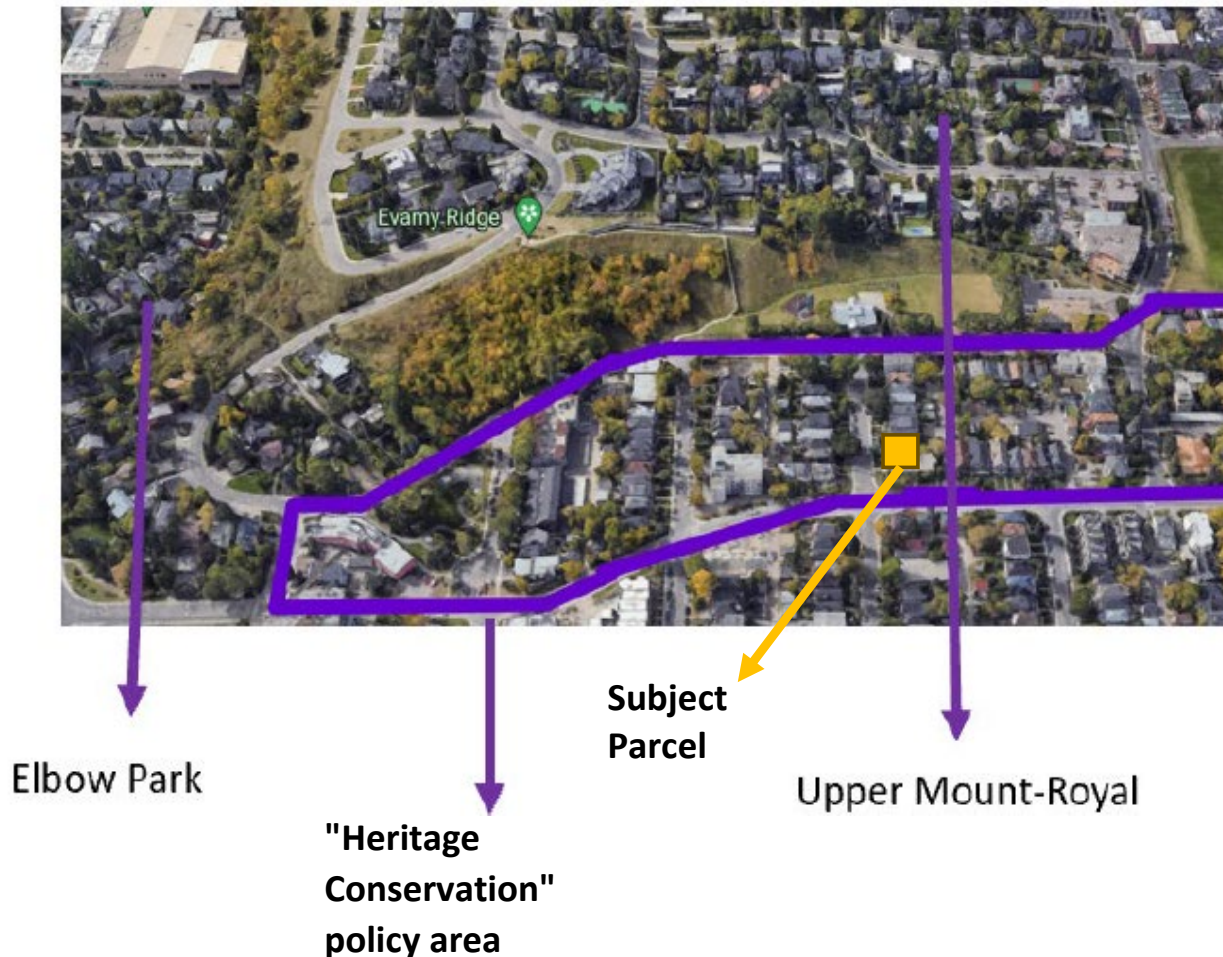 Evamy Ridge
Subject
Parcel
Elbow Park
Upper Mount-Royal
"Heritage
Conservation"
policy area